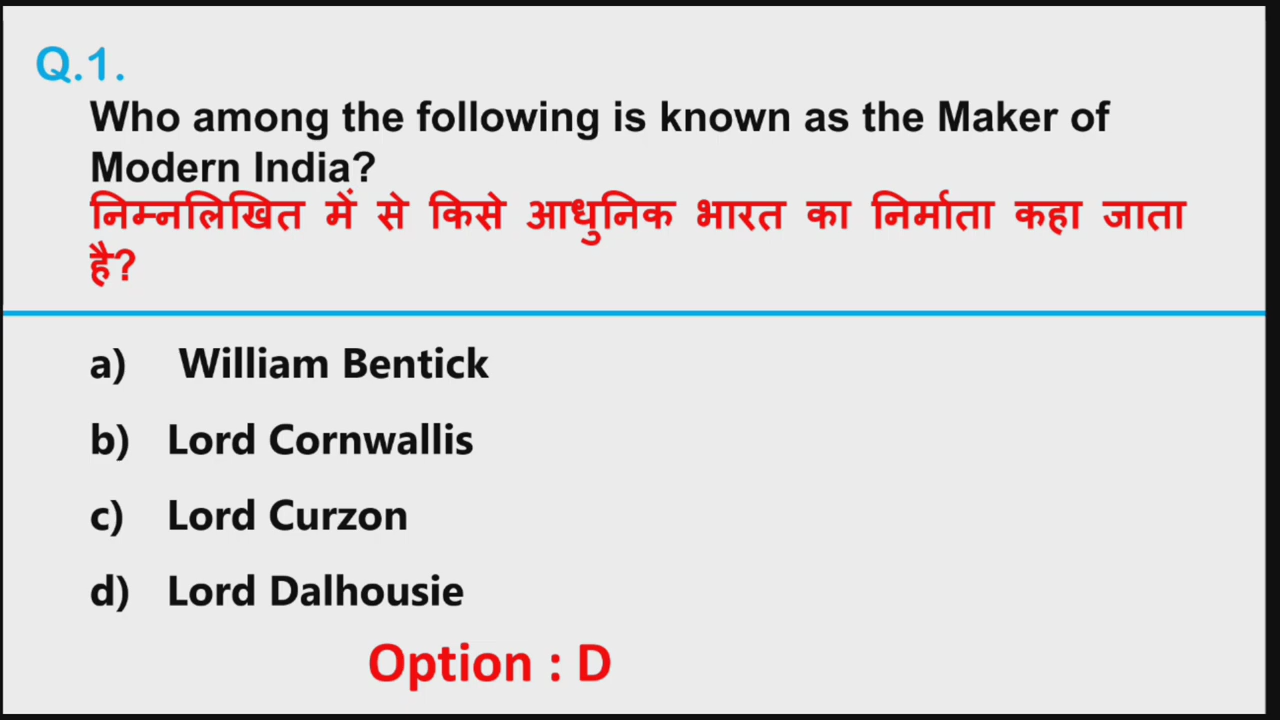 Q.1.
Who among the following is known as the Maker of
Modern India?
निम्नलिखित में से किसे आधुनिक भारत का निर्माता कहा जाता
है?
a) William Bentick
b) Lord Cornwallis
c) Lord Curzon
d) Lord Dalhousie
Option : D